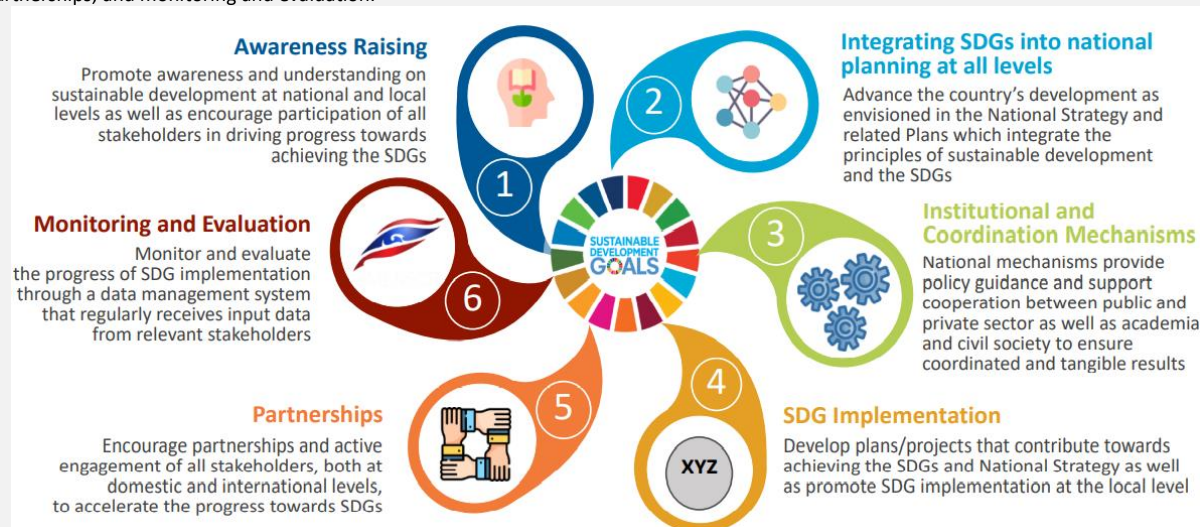 partnerships, and monitoring and evaluation.
Awareness Raising
Promote awareness and understanding on
sustainable development at national and local
levels as well as encourage participation of all
stakeholders in driving progress towards
achieving the SDGs
1
2
Integrating SDGs into national
planning at all levels
Advance the country's development as
envisioned in the National Strategy and
related Plans which integrate the
principles of sustainable development
and the SDGs
3
Institutional and
Coordination Mechanisms
National mechanisms provide
policy guidance and support
cooperation between public and
private sector as well as academia
and civil society to ensure
coordinated and tangible results
SUSTAINABLE
DEVELOPMENT
GOALS
4
XYZ
SDG Implementation
Develop plans/projects that contribute towards
achieving the SDGs and National Strategy as well
as promote SDG implementation at the local level
5
Partnerships
Encourage partnerships and active
engagement of all stakeholders, both at
domestic and international levels,
to accelerate the progress towards SDGs
6
Monitoring and Evaluation
Monitor and evaluate
the progress of SDG implementation
through a data management system
that regularly receives input data
from relevant stakeholders